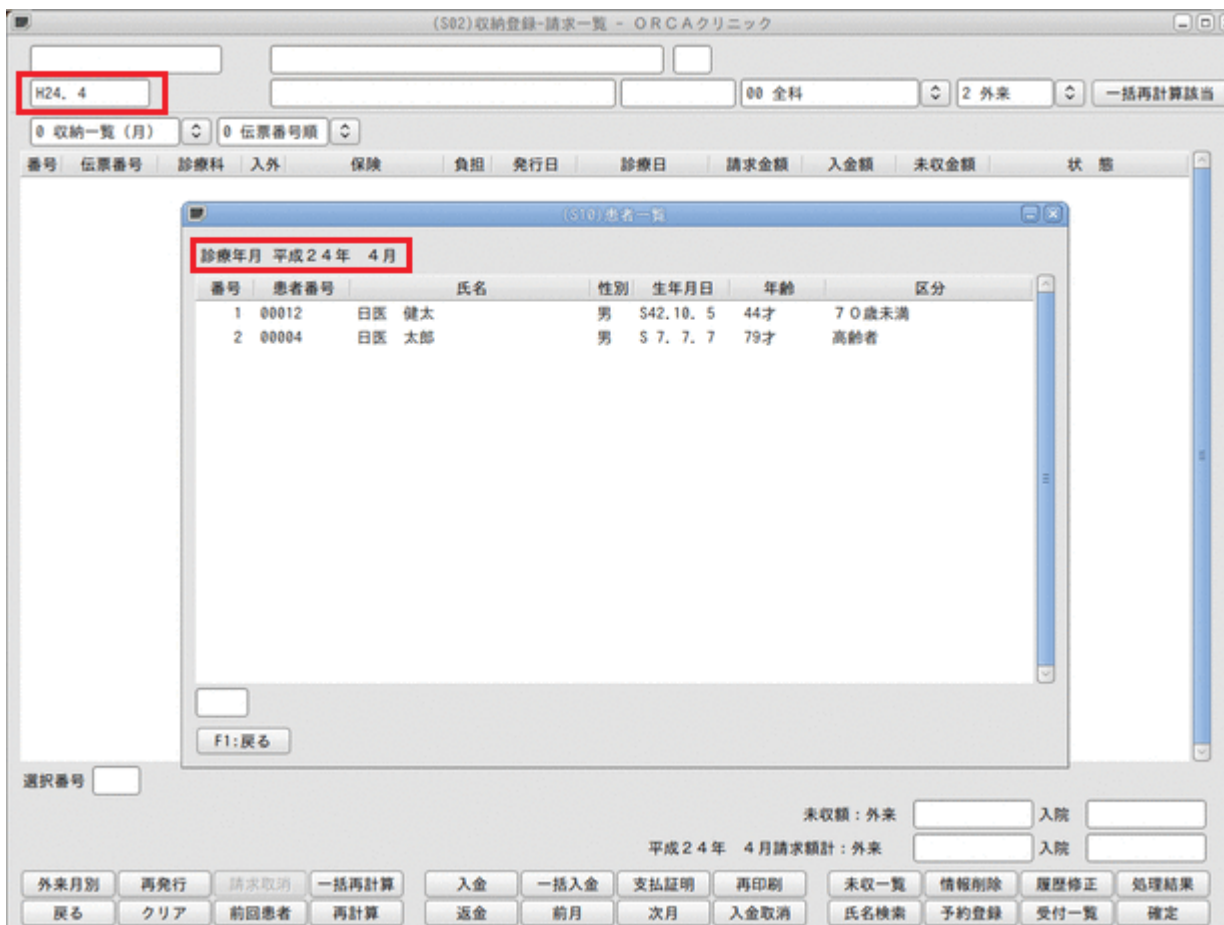 (S02)収納登録-請求一覧 - ORCAクリニック
H24. 4 00 全科 2 外来 一括再計算該当
0 収納一覧（月） 0 伝票番号順
番号 伝票番号 診療科 入外 保険 負担 発行日 診療日 請求金額 入金額 未収金額 状 態
(S10)患者一覧
診療年月 平成２４年 ４月
番号 患者番号 氏名 性別 生年月日 年齢 区分
1 00012 日医 健太 男 S42.10. 5 44才 ７０歳未満
2 00004 日医 太郎 男 S 7. 7. 7 79才 高齢者
F1:戻る
選択番号
未収額：外来 入院
平成２４年 ４月請求額計：外来 入院
外来月別 再発行 請求取消 一括再計算 入金 一括入金 支払証明 再印刷 未収一覧 情報削除 履歴修正 処理結果
戻る クリア 前回患者 再計算 返金 前月 次月 入金取消 氏名検索 予約登録 受付一覧 確定